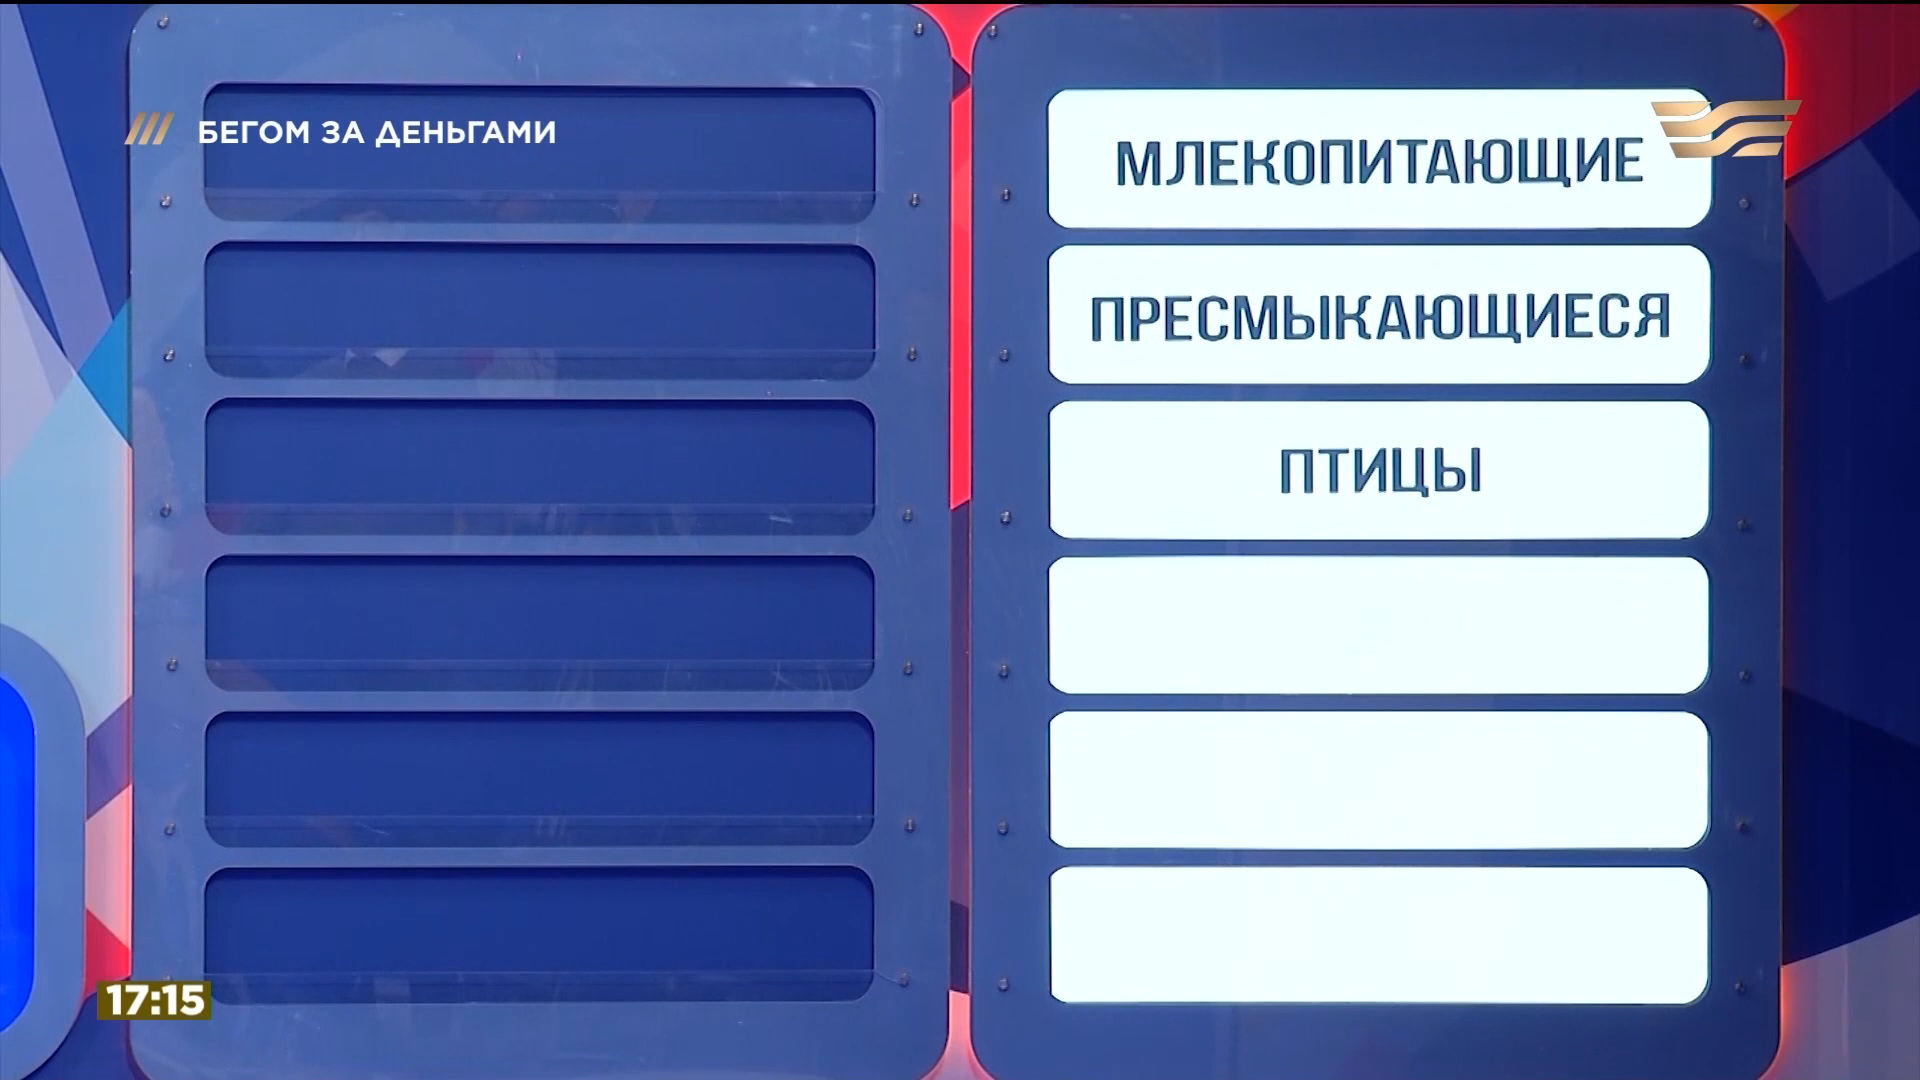 БЕГОМ ЗА ДЕНЬГАМИ
МЛЕКОПИТАЮЩИЕ
ПРЕСМЫКАЮЩИЕСЯ
ПТИЦЫ
17:15